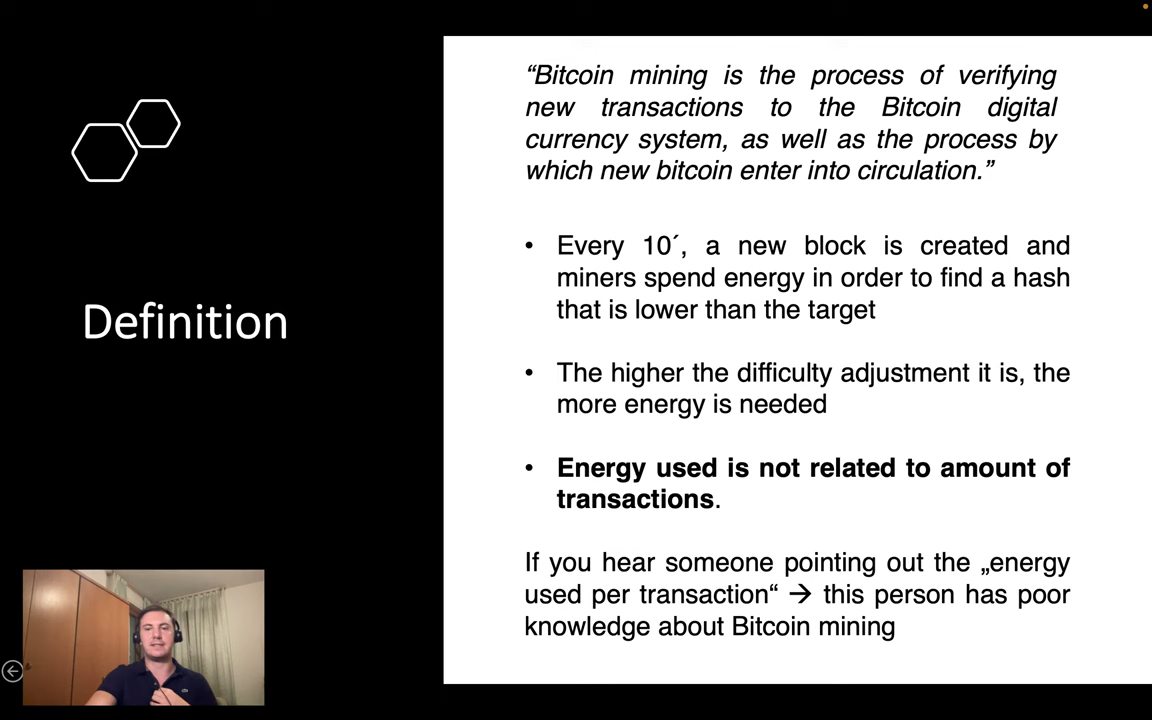 Definition
“Bitcoin mining is the process of verifying
new transactions to the Bitcoin digital
currency system, as well as the process by
which new bitcoin enter into circulation.”
• Every 10´, a new block is created and
miners spend energy in order to find a hash
that is lower than the target
• The higher the difficulty adjustment it is, the
more energy is needed
• Energy used is not related to amount of
transactions.
If you hear someone pointing out the „energy
used per transaction“ → this person has poor
knowledge about Bitcoin mining